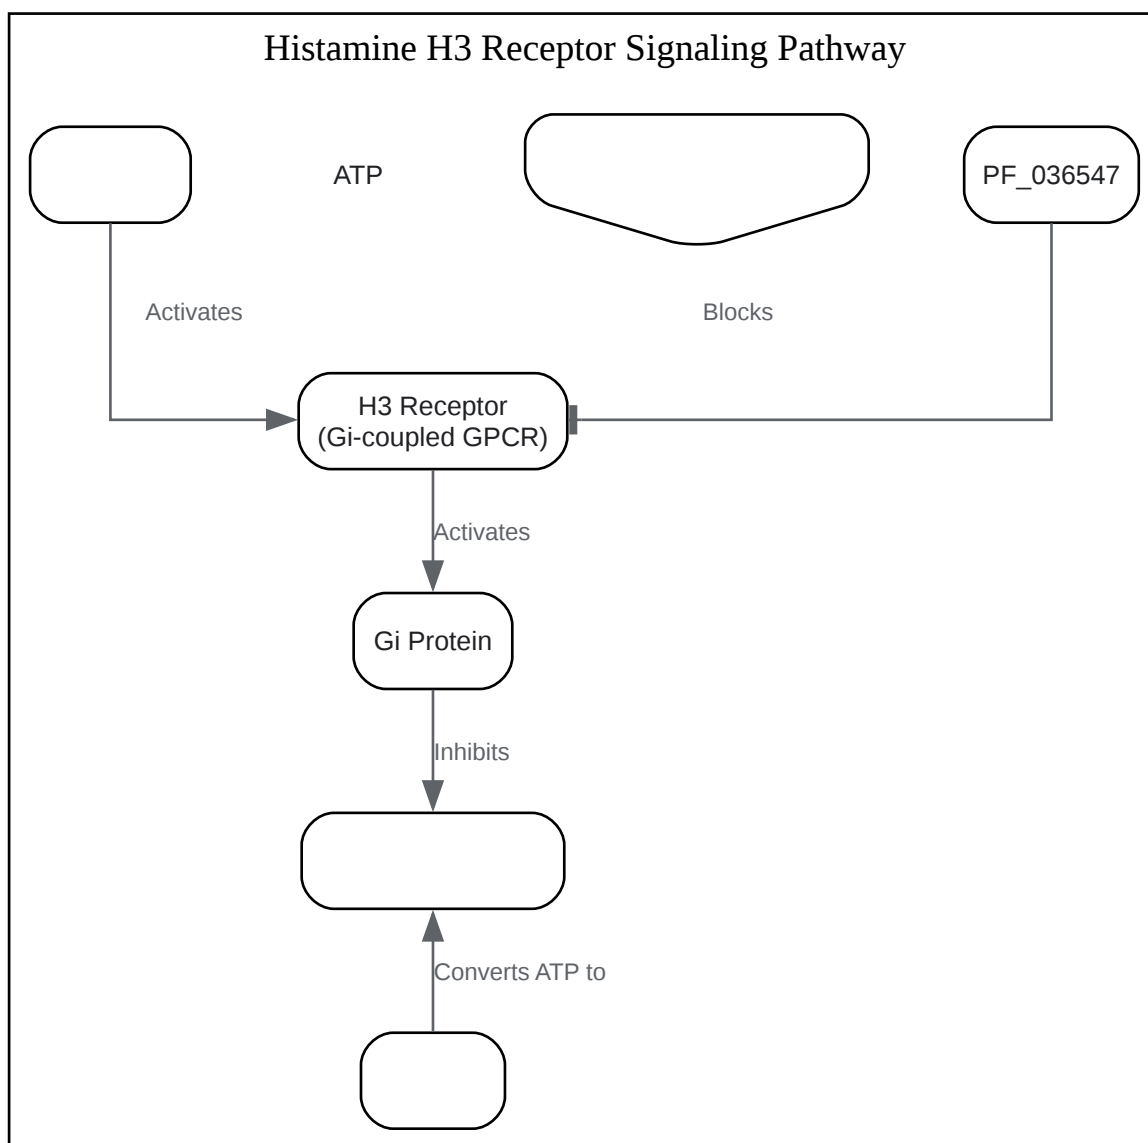 Histamine H3 Receptor Signaling Pathway
ATP
PF_036547
Activates
Blocks
H3 Receptor
(Gi-coupled GPCR)
Activates
Gi Protein
Inhibits
Converts ATP to